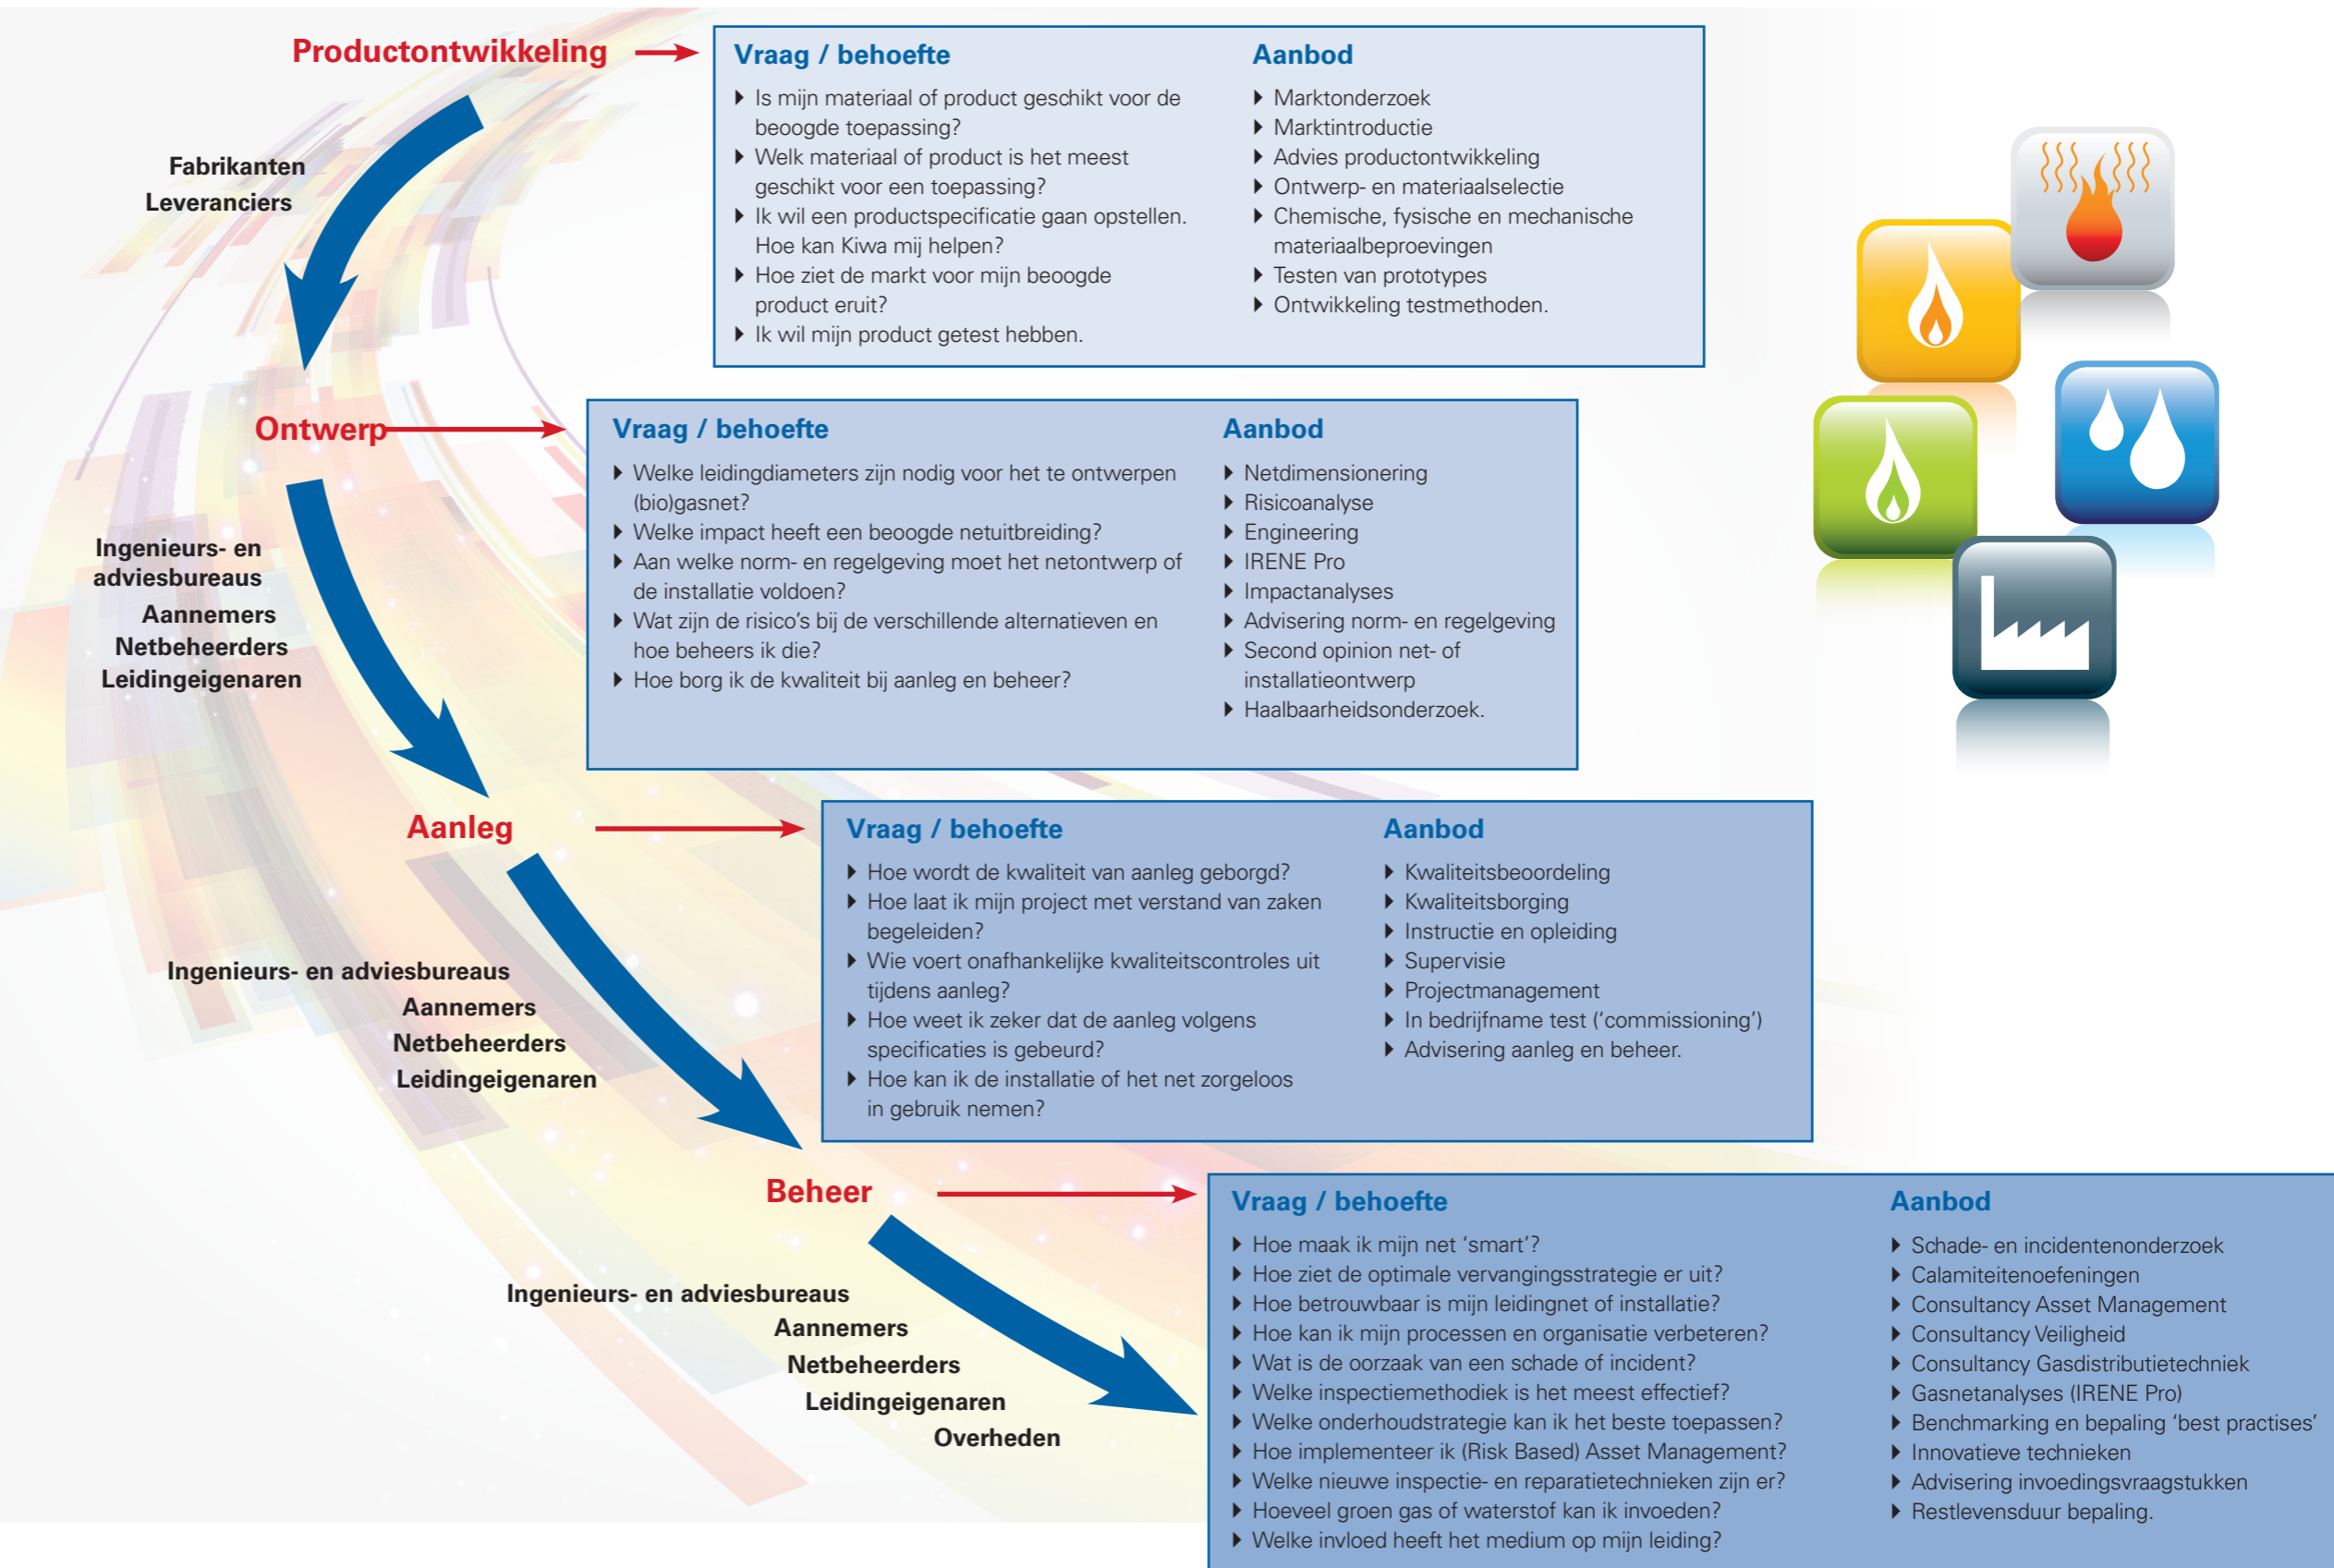 Productontwikkeling
Fabrikanten
Leveranciers
Vraag / behoefte
Is mijn materiaal of product geschikt voor de
beoogde toepassing?
Welk materiaal of product is het meest
geschikt voor een toepassing?
Ik wil een productspecificatie gaan opstellen.
Hoe kan Kiwa mij helpen?
Hoe ziet de markt voor mijn beoogde
product eruit?
Ik wil mijn product getest hebben.
Aanbod
Marktonderzoek
Marktintroductie
Advies productontwikkeling
Ontwerp- en materiaalselectie
Chemische, fysische en mechanische
materiaalbeproevingen
Testen van prototypes
Ontwikkeling testmethoden.
Ontwerp
Ingenieurs- en
adviesbureaus
Aannemers
Netbeheerders
Leidingeigenaren
Vraag / behoefte
Welke leidingdiameters zijn nodig voor het te ontwerpen
(bio)gasnet?
Welke impact heeft een beoogde netuitbreiding?
Aan welke norm- en regelgeving moet het netontwerp of
de installatie voldoen?
Wat zijn de risico's bij de verschillende alternatieven en
hoe beheers ik die?
Hoe borg ik de kwaliteit bij aanleg en beheer?
Aanbod
Netdimensionering
Risicoanalyse
Engineering
IRENE Pro
Impactanalyses
Advisering norm- en regelgeving
Second opinion net- of
installatieontwerp
Haalbaarheidsonderzoek.
Aanleg
Ingenieurs- en adviesbureaus
Aannemers
Netbeheerders
Leidingeigenaren
Vraag / behoefte
Hoe wordt de kwaliteit van aanleg geborgd?
Hoe laat ik mijn project met verstand van zaken
begeleiden?
Wie voert onafhankelijke kwaliteitscontroles uit
tijdens aanleg?
Hoe weet ik zeker dat de aanleg volgens
specificaties is gebeurd?
Hoe kan ik de installatie of het net zorgeloos
in gebruik nemen?
Aanbod
Kwaliteitsbeoordeling
Kwaliteitsborging
Instructie en opleiding
Supervisie
Projectmanagement
In bedrijfname test (‘commissioning’)
Advisering aanleg en beheer.
Beheer
Ingenieurs- en adviesbureaus
Aannemers
Netbeheerders
Leidingeigenaren
Overheden
Vraag / behoefte
Hoe maak ik mijn net ‘smart’?
Hoe ziet de optimale vervangingsstrategie er uit?
Hoe betrouwbaar is mijn leidingnet of installatie?
Hoe kan ik mijn processen en organisatie verbeteren?
Wat is de oorzaak van een schade of incident?
Welke inspectiemethodiek is het meest effectief?
Welke onderhoudstrategie kan ik het beste toepassen?
Hoe implementeer ik (Risk Based) Asset Management?
Welke nieuwe inspectie- en reparatietechnieken zijn er?
Hoeveel groen gas of waterstof kan ik invoeden?
Welke invloed heeft het medium op mijn leiding?
Aanbod
Schade- en incidentenonderzoek
Calamiteitenoefeningen
Consultancy Asset Management
Consultancy Veiligheid
Consultancy Gasdistributietechniek
Gasnetanalyses (IRENE Pro)
Benchmarking en bepaling ‘best practises’
Innovatieve technieken
Advisering invoedingsvraagstukken
Restlevensduur bepaling.